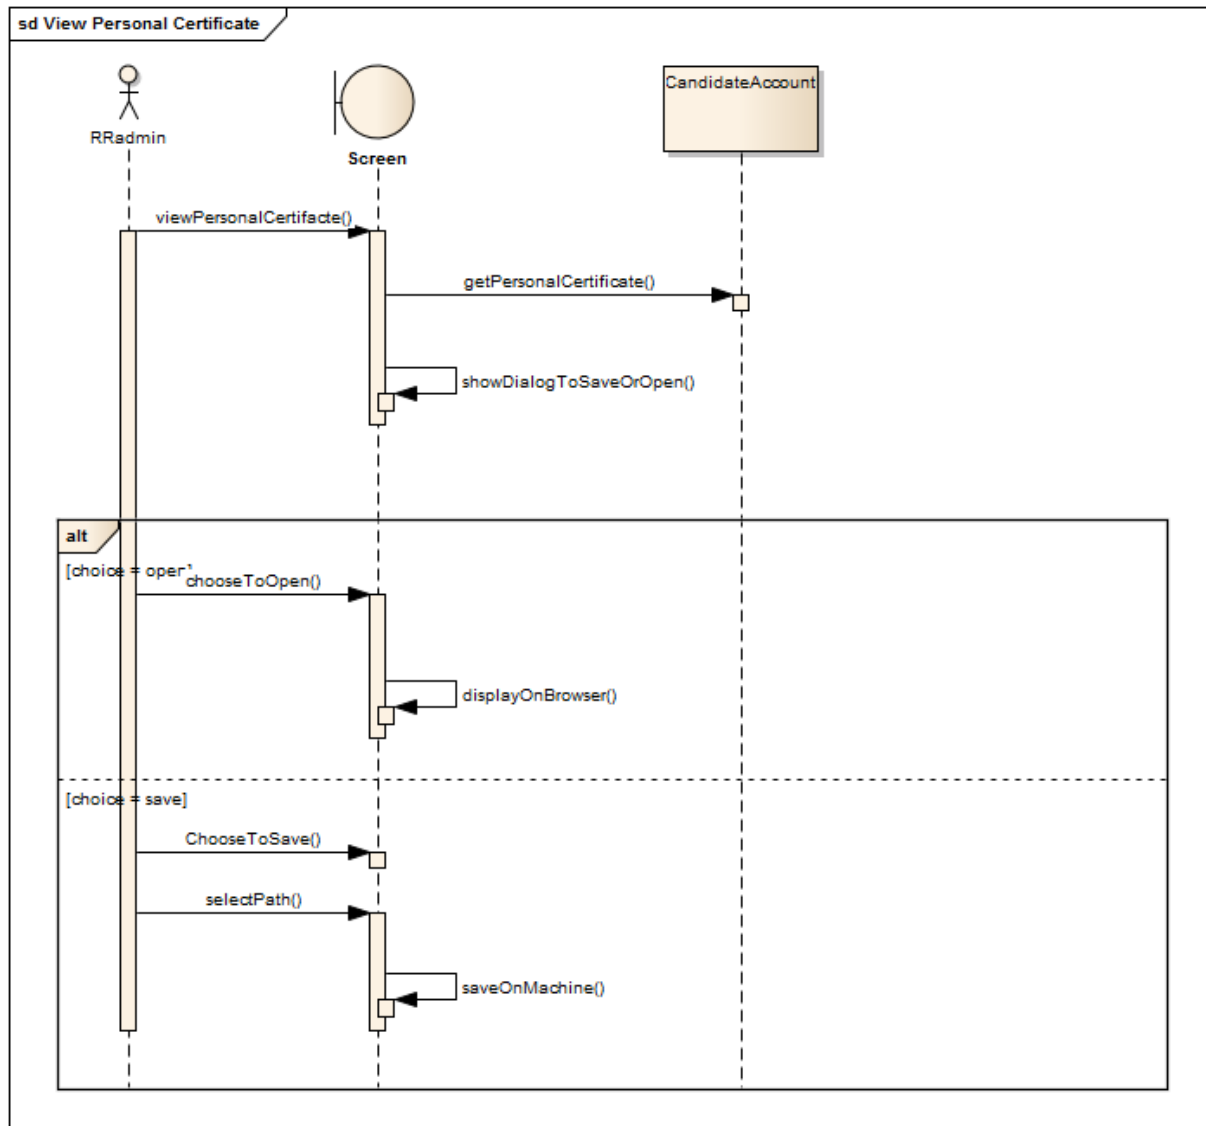 sd View Personal Certificate
RRadmin
Screen
CandidateAccount
viewPersonalCertifacte()
getPersonalCertificate()
showDialogToSaveOrOpen()
alt
[choice = open]
chooseToOpen()
displayOnBrowser()
[choice = save]
ChooseToSave()
selectPath()
saveOnMachine()